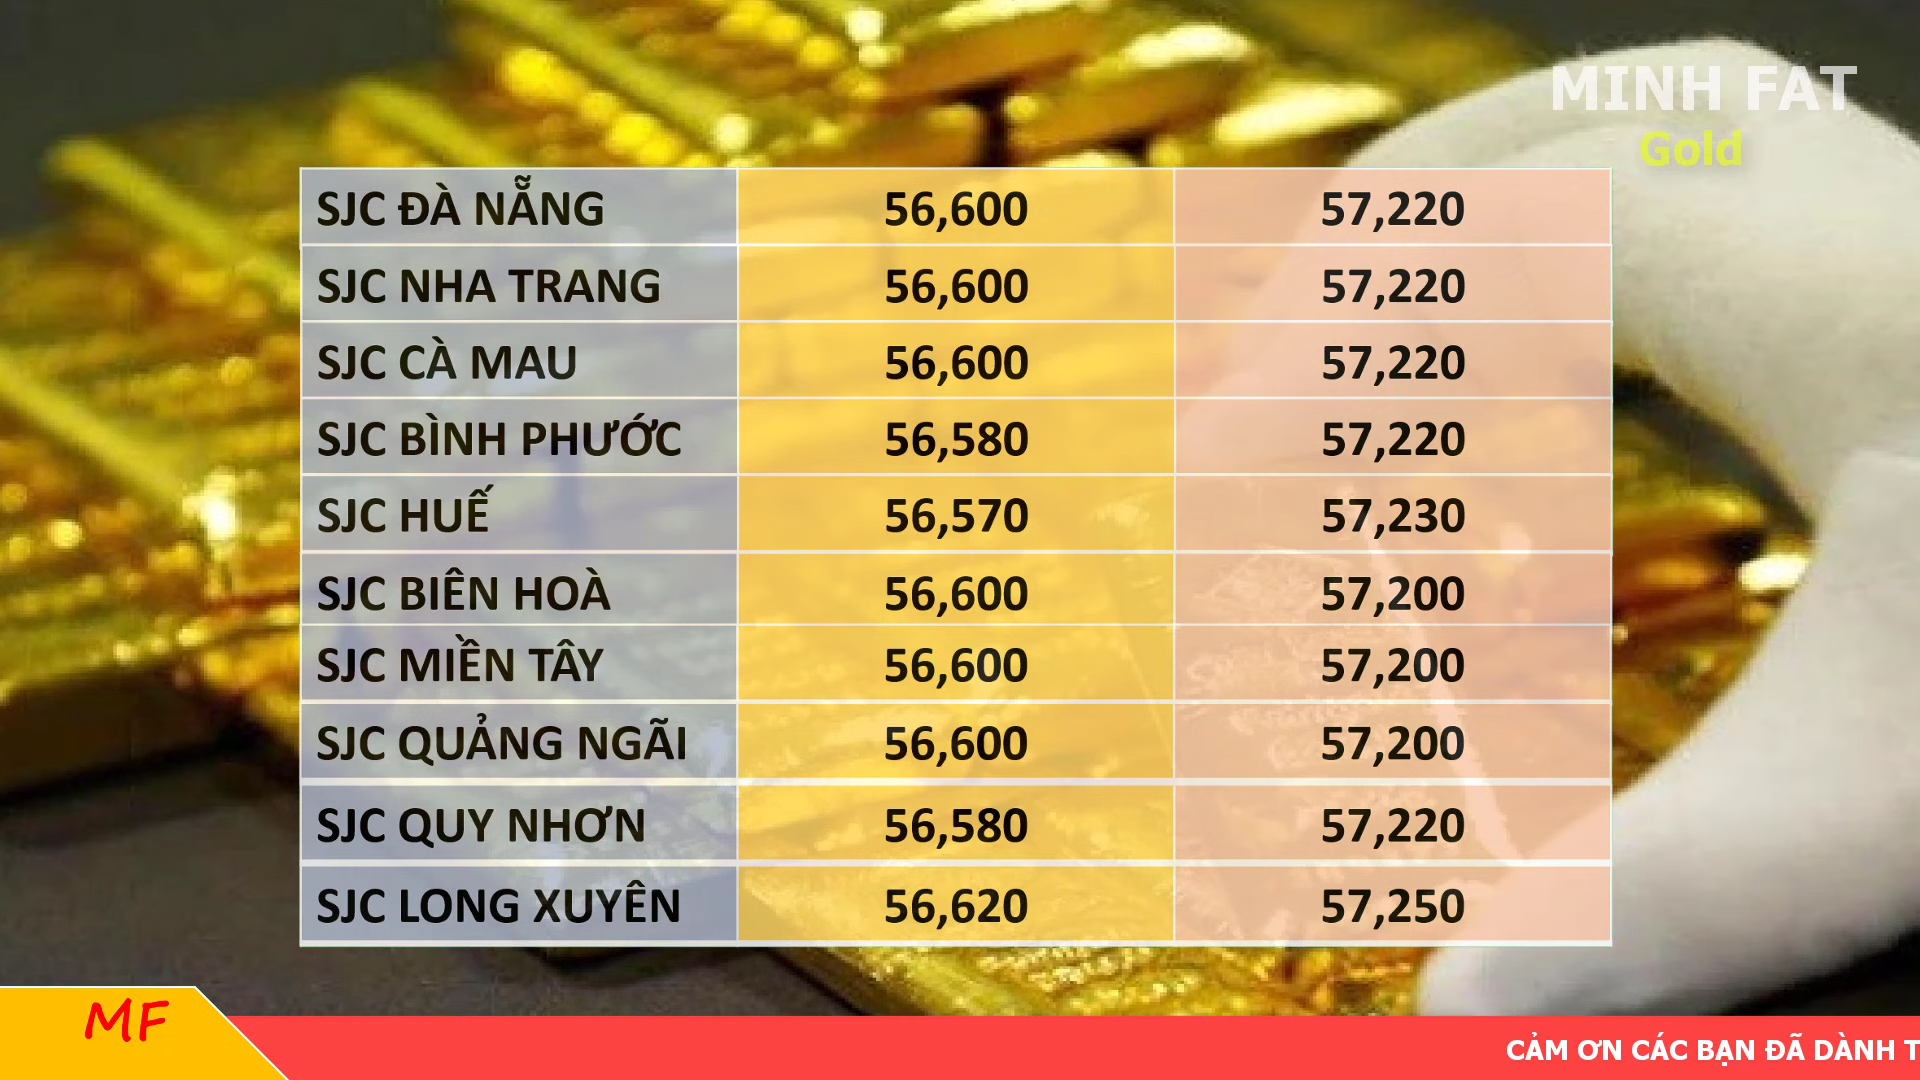 MINH FAT
Gold
SJC ĐÀ NẴNG 56,600 57,220
SJC NHA TRANG 56,600 57,220
SJC CÀ MAU 56,600 57,220
SJC BÌNH PHƯỚC 56,580 57,220
SJC HUẾ 56,570 57,230
SJC BIÊN HOÀ 56,600 57,200
SJC MIỀN TÂY 56,600 57,200
SJC QUẢNG NGÃI 56,600 57,200
SJC QUY NHƠN 56,580 57,220
SJC LONG XUYÊN 56,620 57,250
MF
CẢM ƠN CÁC BẠN ĐÃ DÀNH T